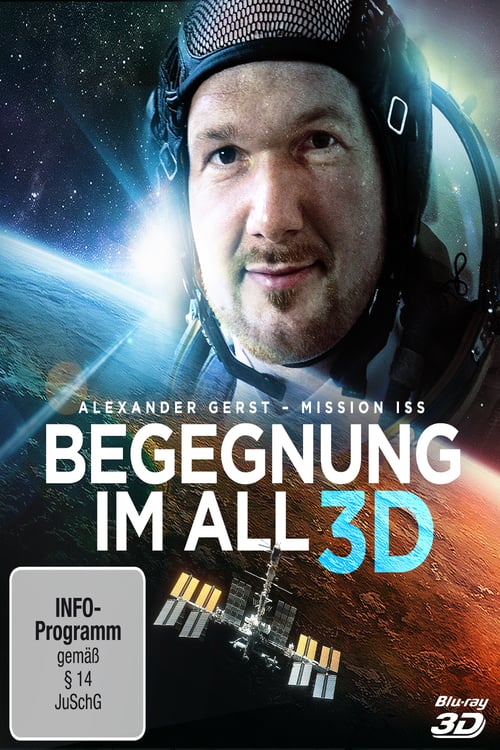 ALEXANDER GERST - MISSION ISS
BEGEGNUNG
IM ALL 3D
INFO-
Programm
gemäß
§ 14
JuSchG
Blu-ray
3D